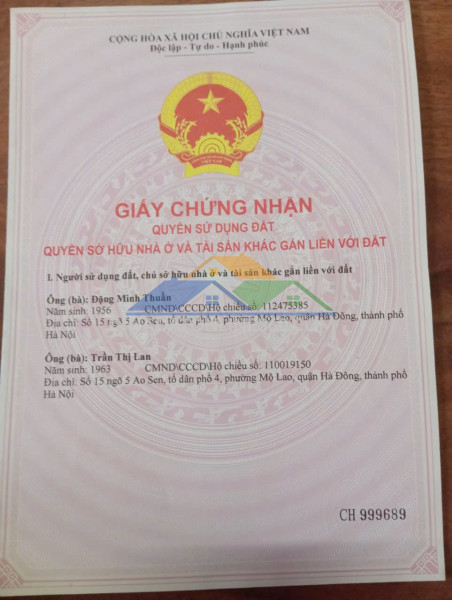 CỘNG HÒA XÃ HỘI CHỦ NGHĨA VIỆT NAM
Độc lập - Tự do - Hạnh phúc
VIỆT NAM
GIẤY CHỨNG NHẬN
QUYỀN SỬ DỤNG ĐẤT
QUYỀN SỞ HỮU NHÀ Ở VÀ TÀI SẢN KHÁC GẮN LIỀN VỚI ĐẤT
I. Người sử dụng đất, chủ sở hữu nhà ở và tài sản khác gắn liền với đất
Ông (bà): Đặng Minh Thuần
Năm sinh: 1956 CMND/CCCD/Hộ chiếu số: 112475385
Địa chỉ: Số 15 ngõ 5 Ao Sen, tổ dân phố 4, phường Mộ Lao, quận Hà Đông, thành phố
Hà Nội
Ông (bà): Trần Thị Lan
Năm sinh: 1963 CMND/CCCD/Hộ chiếu số: 110019150
Địa chỉ: Số 15 ngõ 5 Ao Sen, tổ dân phố 4, phường Mộ Lao, quận Hà Đông, thành phố
Hà Nội
CH 999689